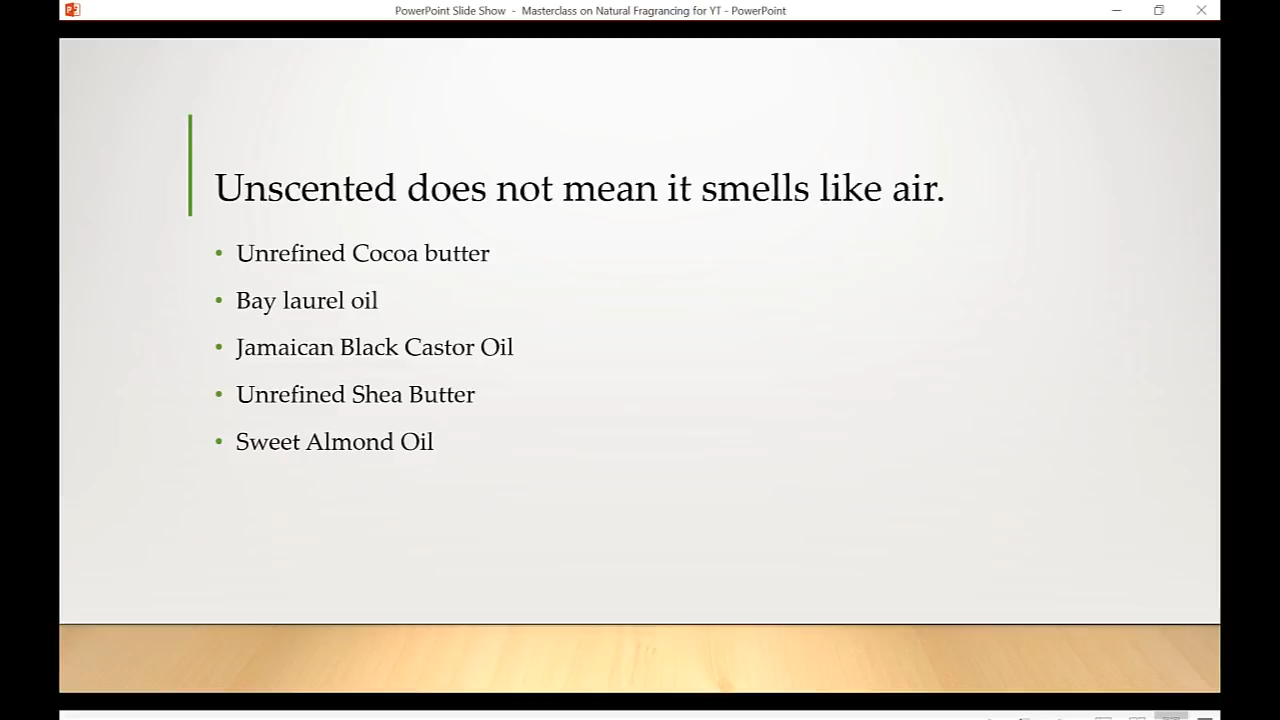 PowerPoint Slide Show - Masterclass on Natural Fragrancing for YT - PowerPoint
Unscented does not mean it smells like air.
• Unrefined Cocoa butter
• Bay laurel oil
• Jamaican Black Castor Oil
• Unrefined Shea Butter
• Sweet Almond Oil